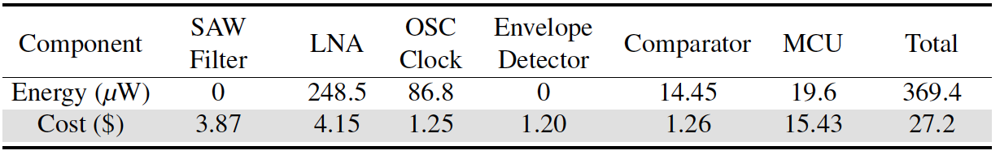 Component SAW Filter LNA OSC Clock Envelope Detector Comparator MCU Total
Energy (μW) 0 248.5 86.8 0 14.45 19.6 369.4
Cost ($) 3.87 4.15 1.25 1.20 1.26 15.43 27.2